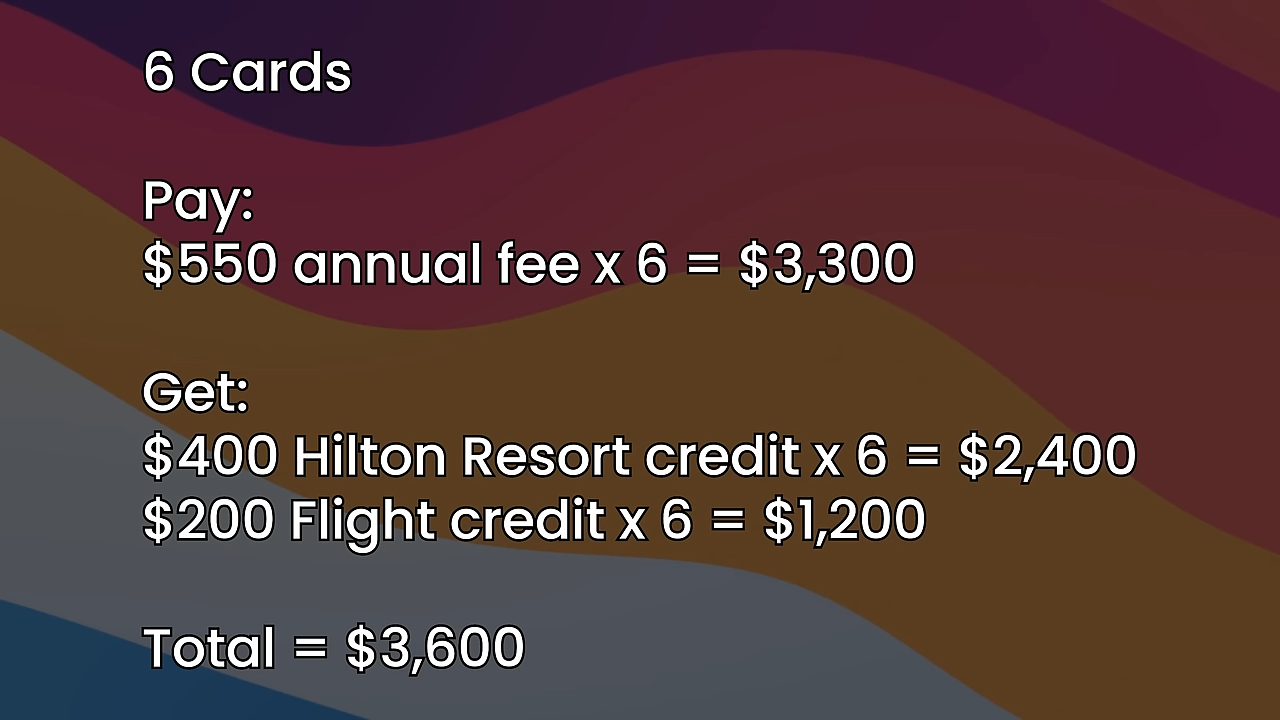 6 Cards
Pay:
$550 annual fee x 6 = $3,300
Get:
$400 Hilton Resort credit x 6 = $2,400
$200 Flight credit x 6 = $1,200
Total = $3,600